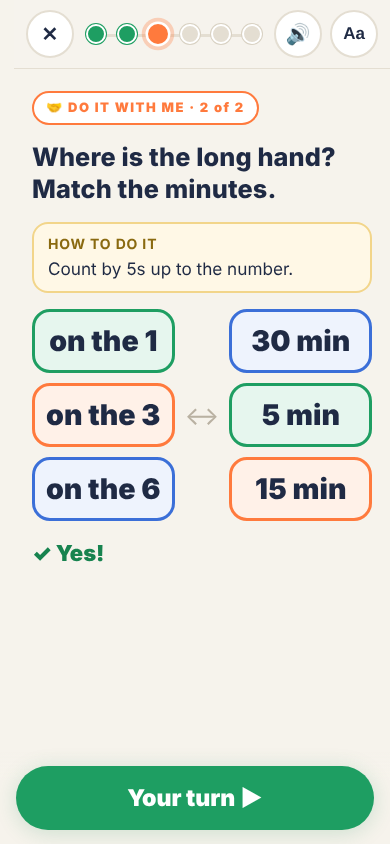 ✕
🔊
Aa
🤝 DO IT WITH ME · 2 of 2
Where is the long hand?
Match the minutes.
HOW TO DO IT
Count by 5s up to the number.
on the 1
30 min
on the 3
↔
5 min
on the 6
15 min
✓ Yes!
Your turn ▶